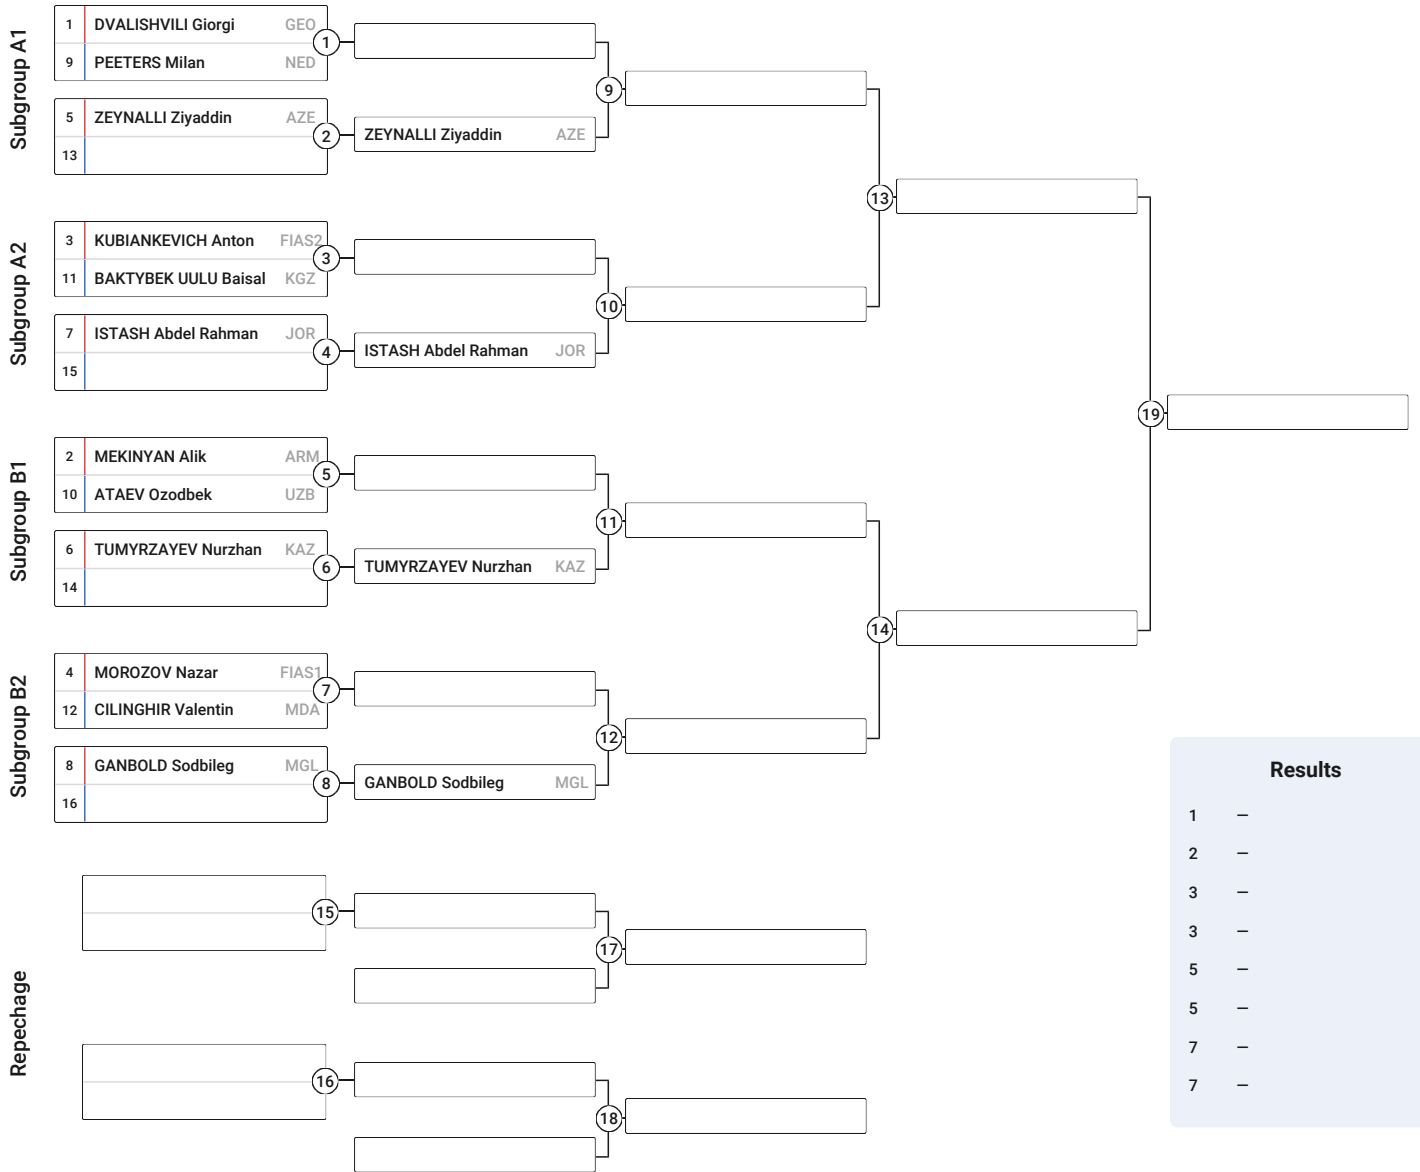 Subgroup A1
1 DVALISHVILI Giorgi GEO
9 PEETERS Milan NED
1
5 ZEYNALLI Ziyaddin AZE
13
2
ZEYNALLI Ziyaddin AZE
9
Subgroup A2
3 KUBIANKEVICH Anton FIAS2
11 BAKTYBEK UULU Baisal KGZ
3
7 ISTASH Abdel Rahman JOR
15
4
ISTASH Abdel Rahman JOR
10
13
Subgroup B1
2 MEKINYAN Alik ARM
10 ATAEV Ozodbek UZB
5
6 TUMYRZAYEV Nurzhan KAZ
14
6
TUMYRZAYEV Nurzhan KAZ
11
Subgroup B2
4 MOROZOV Nazar FIAS1
12 CILINGHIR Valentin MDA
7
8 GANBOLD Sodbileg MGL
16
8
GANBOLD Sodbileg MGL
12
14
19
Repechage
15
17
16
18
Results
1 –
2 –
3 –
3 –
5 –
5 –
7 –
7 –